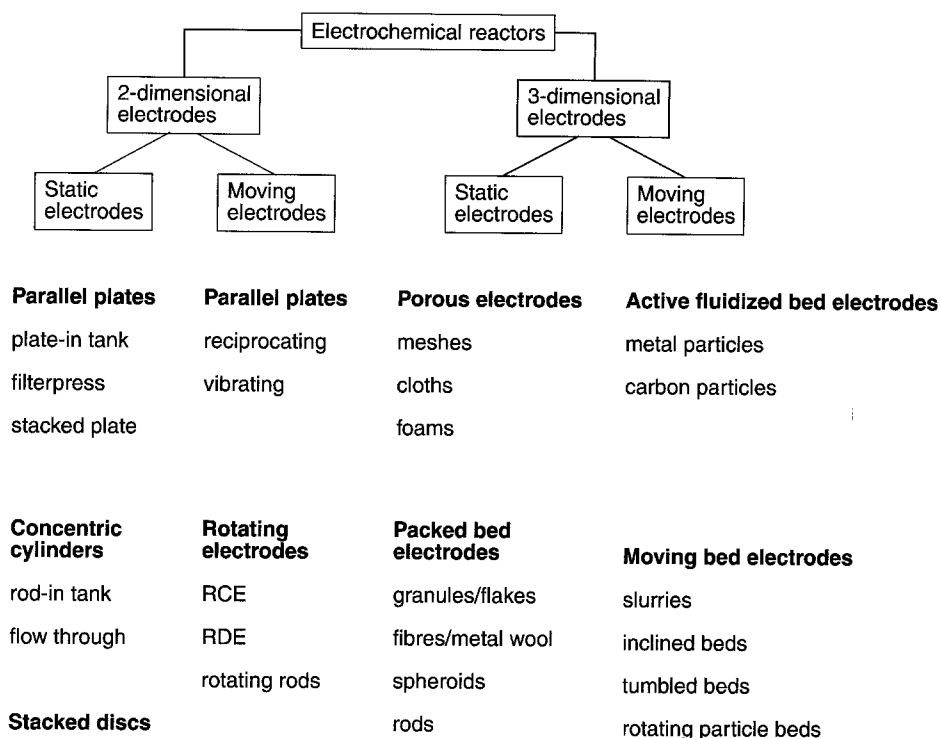 Electrochemical reactors
2-dimensional
electrodes
3-dimensional
electrodes
Static
electrodes
Moving
electrodes
Static
electrodes
Moving
electrodes
Parallel plates
plate-in tank
filterpress
stacked plate
Parallel plates
reciprocating
vibrating
Porous electrodes
meshes
cloths
foams
Active fluidized bed electrodes
metal particles
carbon particles
Concentric
cylinders
rod-in tank
flow through
Stacked discs
Rotating
electrodes
RCE
RDE
rotating rods
Packed bed
electrodes
granules/flakes
fibres/metal wool
spheroids
rods
Moving bed electrodes
slurries
inclined beds
tumbled beds
rotating particle beds